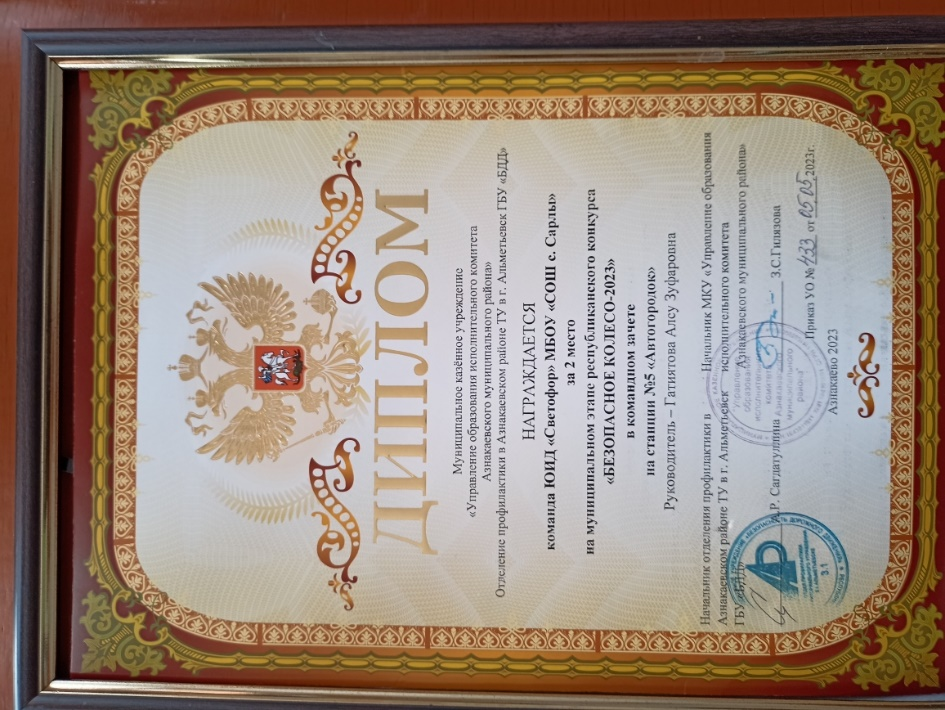 ДИПЛОМ
Муниципальное казённое учреждение
«Управление образования исполнительного комитета
Азнакаевского муниципального района»
Отделение профилактики в Азнакаевском районе ТУ в г. Альметьевск ГБУ «БДД»
НАГРАЖДАЕТСЯ
команда ЮИД «Светофор» МБОУ «СОШ с. Сарлы»
за 2 место
на муниципальном этапе республиканского конкурса
«БЕЗОПАСНОЕ КОЛЕСО-2023»
в командном зачете
на станции №5 «Автогородок»
Руководитель – Гатиятова Алсу Зуфаровна
Начальник отделения профилактики в
Азнакаевском районе ТУ в г. Альметьевск
ГБУ «БДД»
А.Р. Сагдатуллина
Начальник МКУ «Управление образования
исполнительного комитета
Азнакаевского муниципального района»
З.С.Гилязова
Приказ УО № 433 от 05.05.2023г.
Азнакаево 2023
3.1